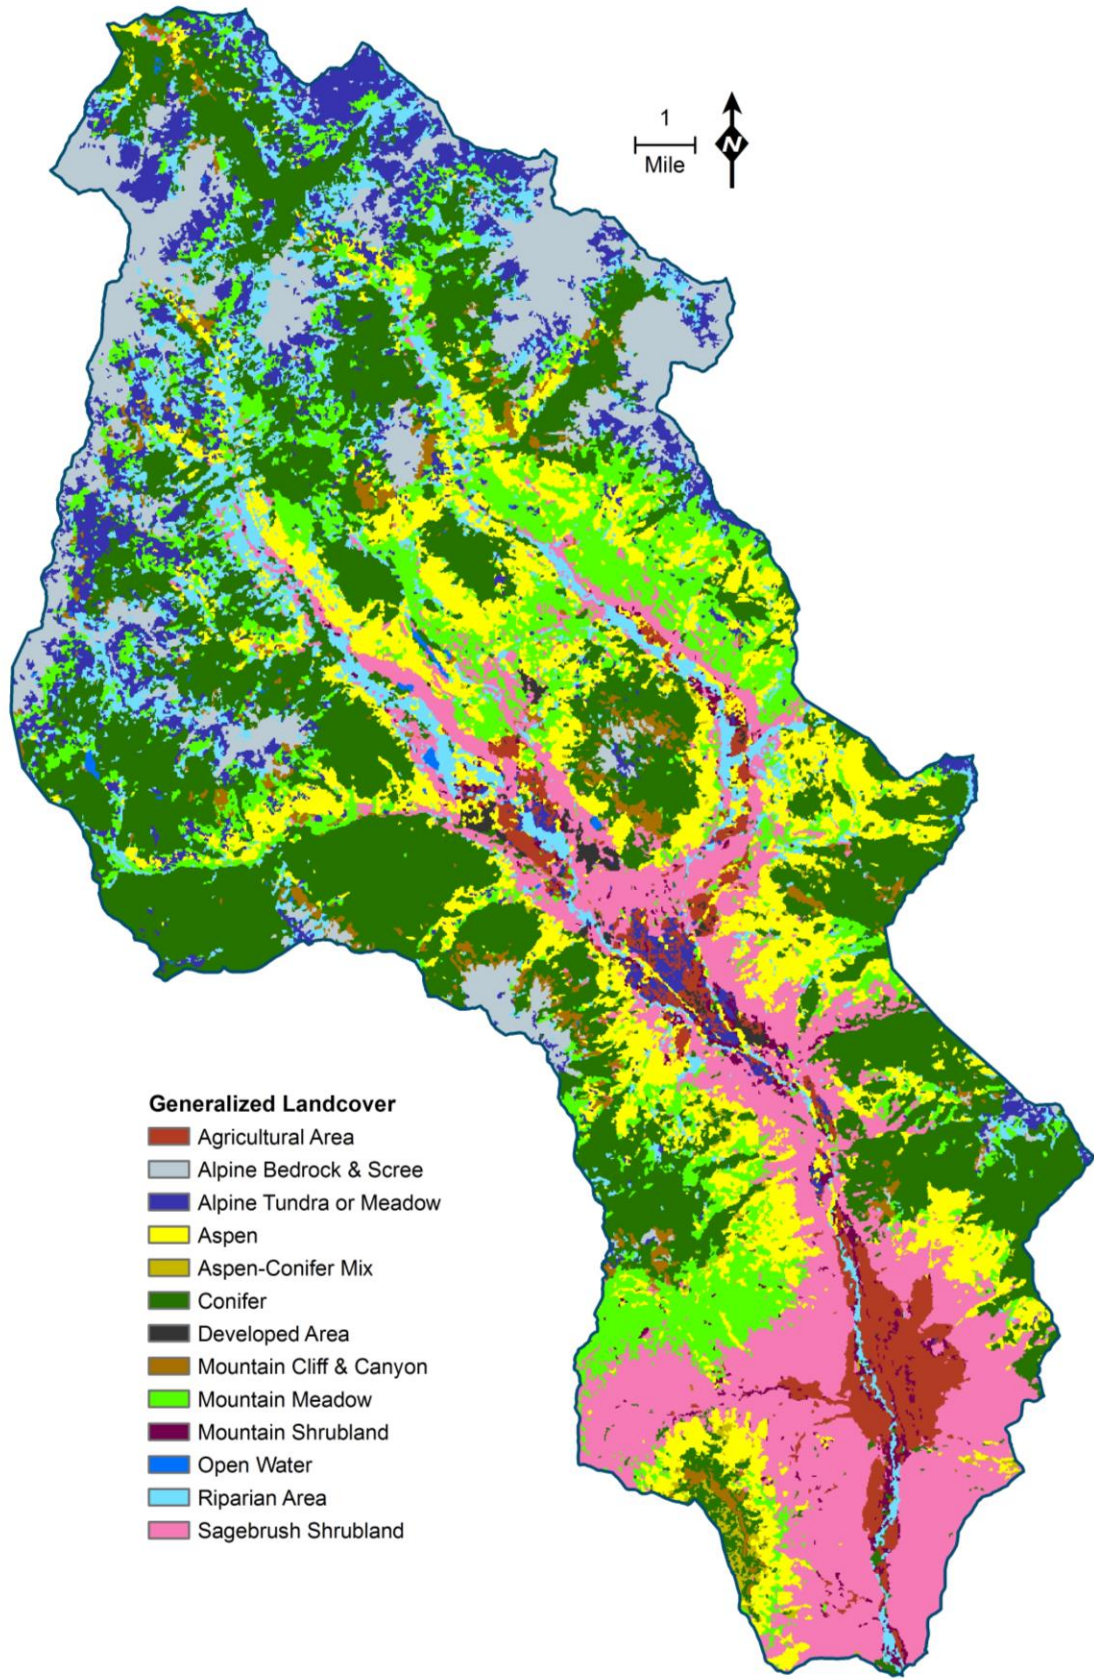 1
Mile
N
Generalized Landcover
Agricultural Area
Alpine Bedrock & Scree
Alpine Tundra or Meadow
Aspen
Aspen-Conifer Mix
Conifer
Developed Area
Mountain Cliff & Canyon
Mountain Meadow
Mountain Shrubland
Open Water
Riparian Area
Sagebrush Shrubland